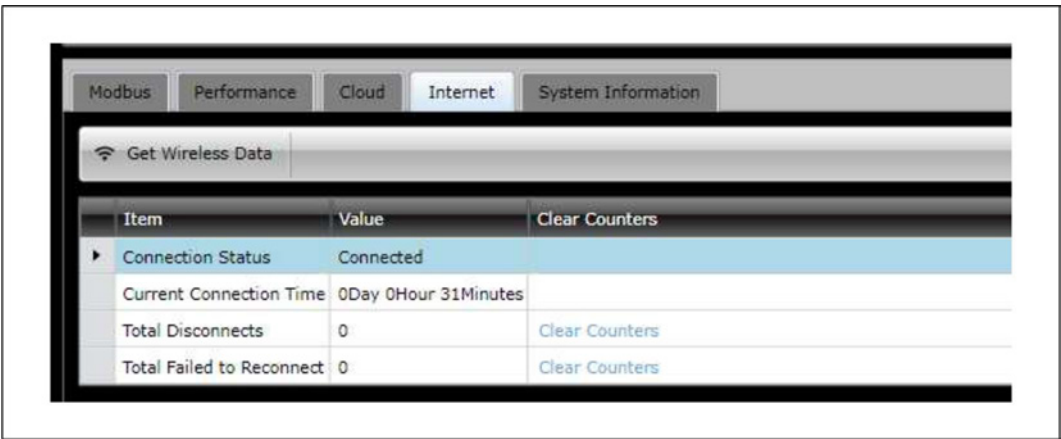 Modbus Performance Cloud Internet System Information
Get Wireless Data
Item Value Clear Counters
Connection Status Connected
Current Connection Time 0Day 0Hour 31Minutes
Total Disconnects 0 Clear Counters
Total Failed to Reconnect 0 Clear Counters